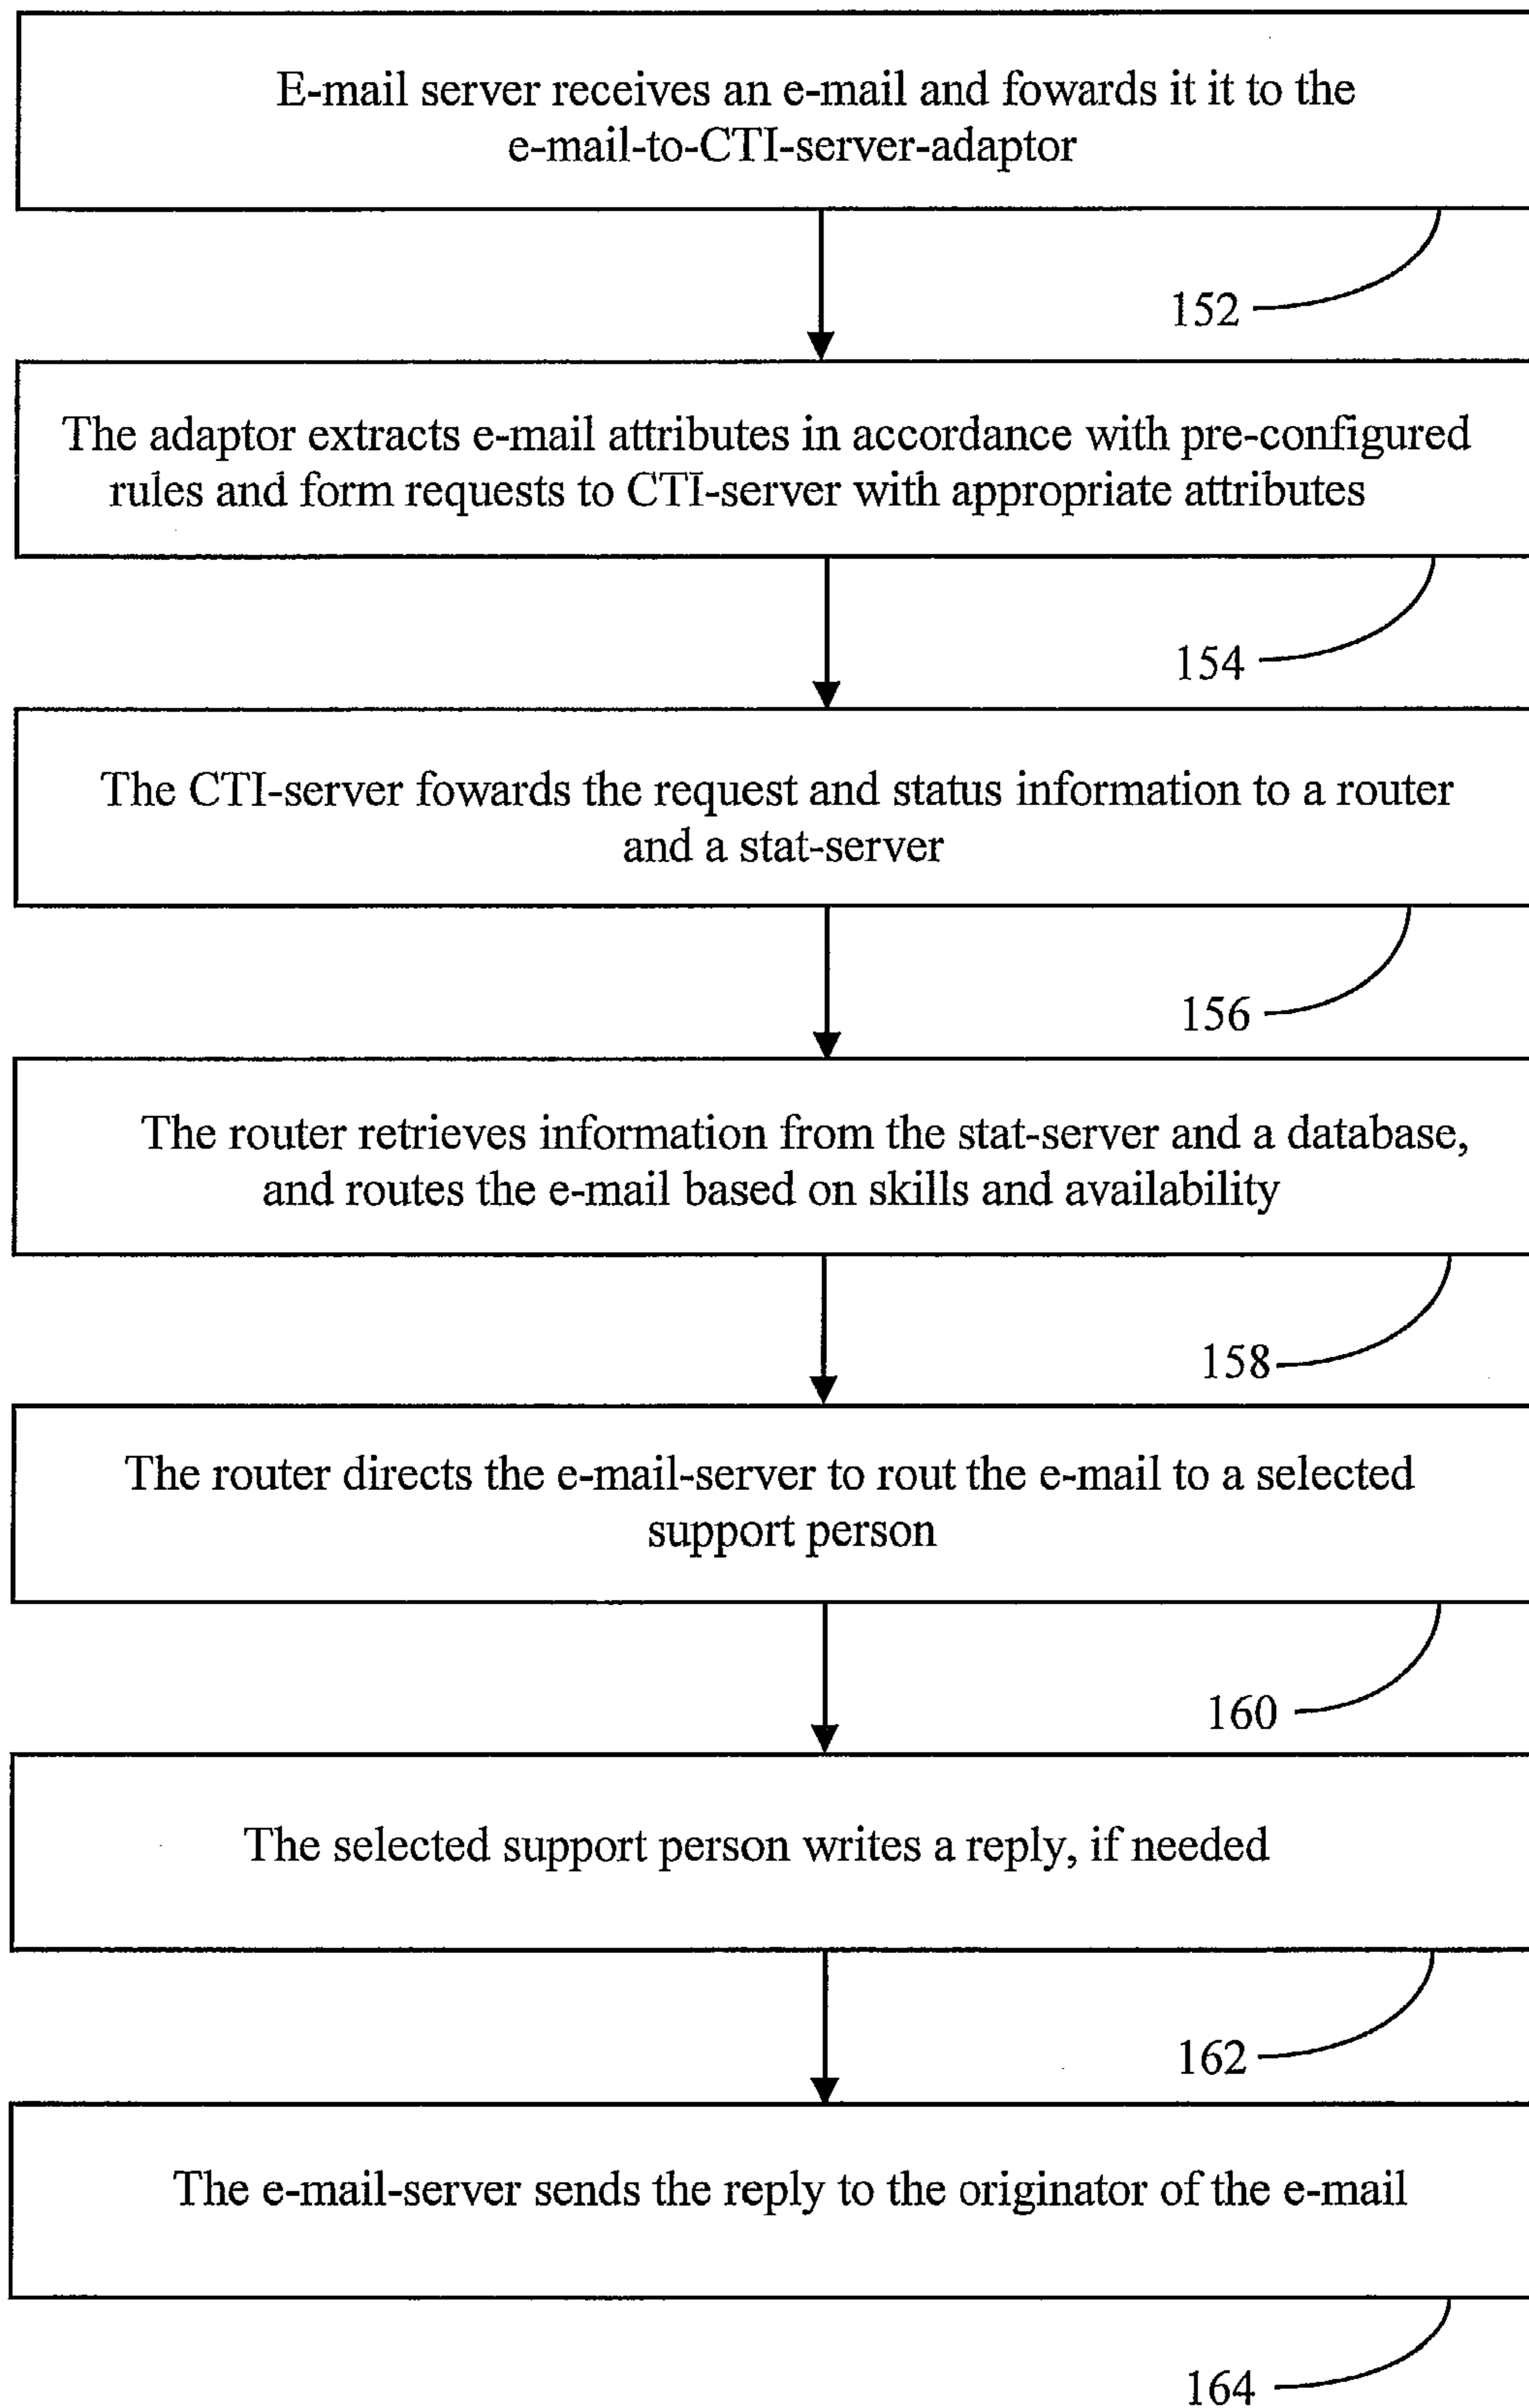 E-mail server receives an e-mail and fowards it it to the
e-mail-to-CTI-server-adaptor
152
The adaptor extracts e-mail attributes in accordance with pre-configured
rules and form requests to CTI-server with appropriate attributes
154
The CTI-server fowards the request and status information to a router
and a stat-server
156
The router retrieves information from the stat-server and a database,
and routes the e-mail based on skills and availability
158
The router directs the e-mail-server to rout the e-mail to a selected
support person
160
The selected support person writes a reply, if needed
162
The e-mail-server sends the reply to the originator of the e-mail
164